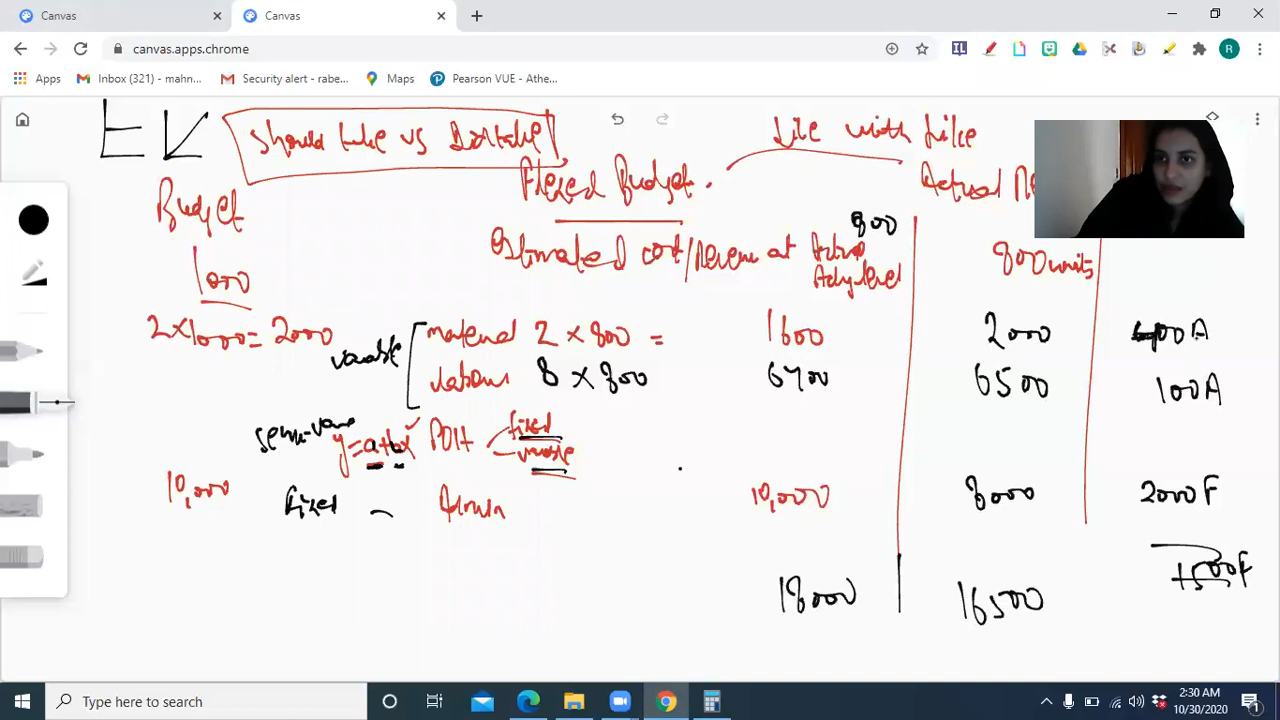 Canvas
Canvas
canvas.apps.chrome
Apps
Inbox (321) - mahn...
Security alert - rabe...
Maps
Pearson VUE - Athe...
R
Should take vs
Like with Like
Budget
Flexed Budget.
Actual
800
1000
Estimated cost/Revenue at Actual
Activity level
800 units
2×1000=2000
variable
material 2 × 800 =
1600
2000
400A
labour 8 × 800
6400
6500
100A
semi-
y=a+bx
POH
fixed
variable
10,000
fixed
Admin
10,000
8000
2000F
1500F
18000
16500
Type here to search
2:30 AM
10/30/2020